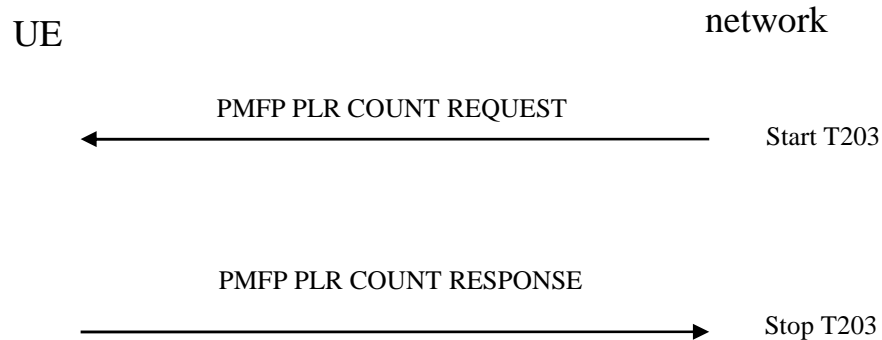 UE
network
PMFP PLR COUNT REQUEST
Start T203
PMFP PLR COUNT RESPONSE
Stop T203